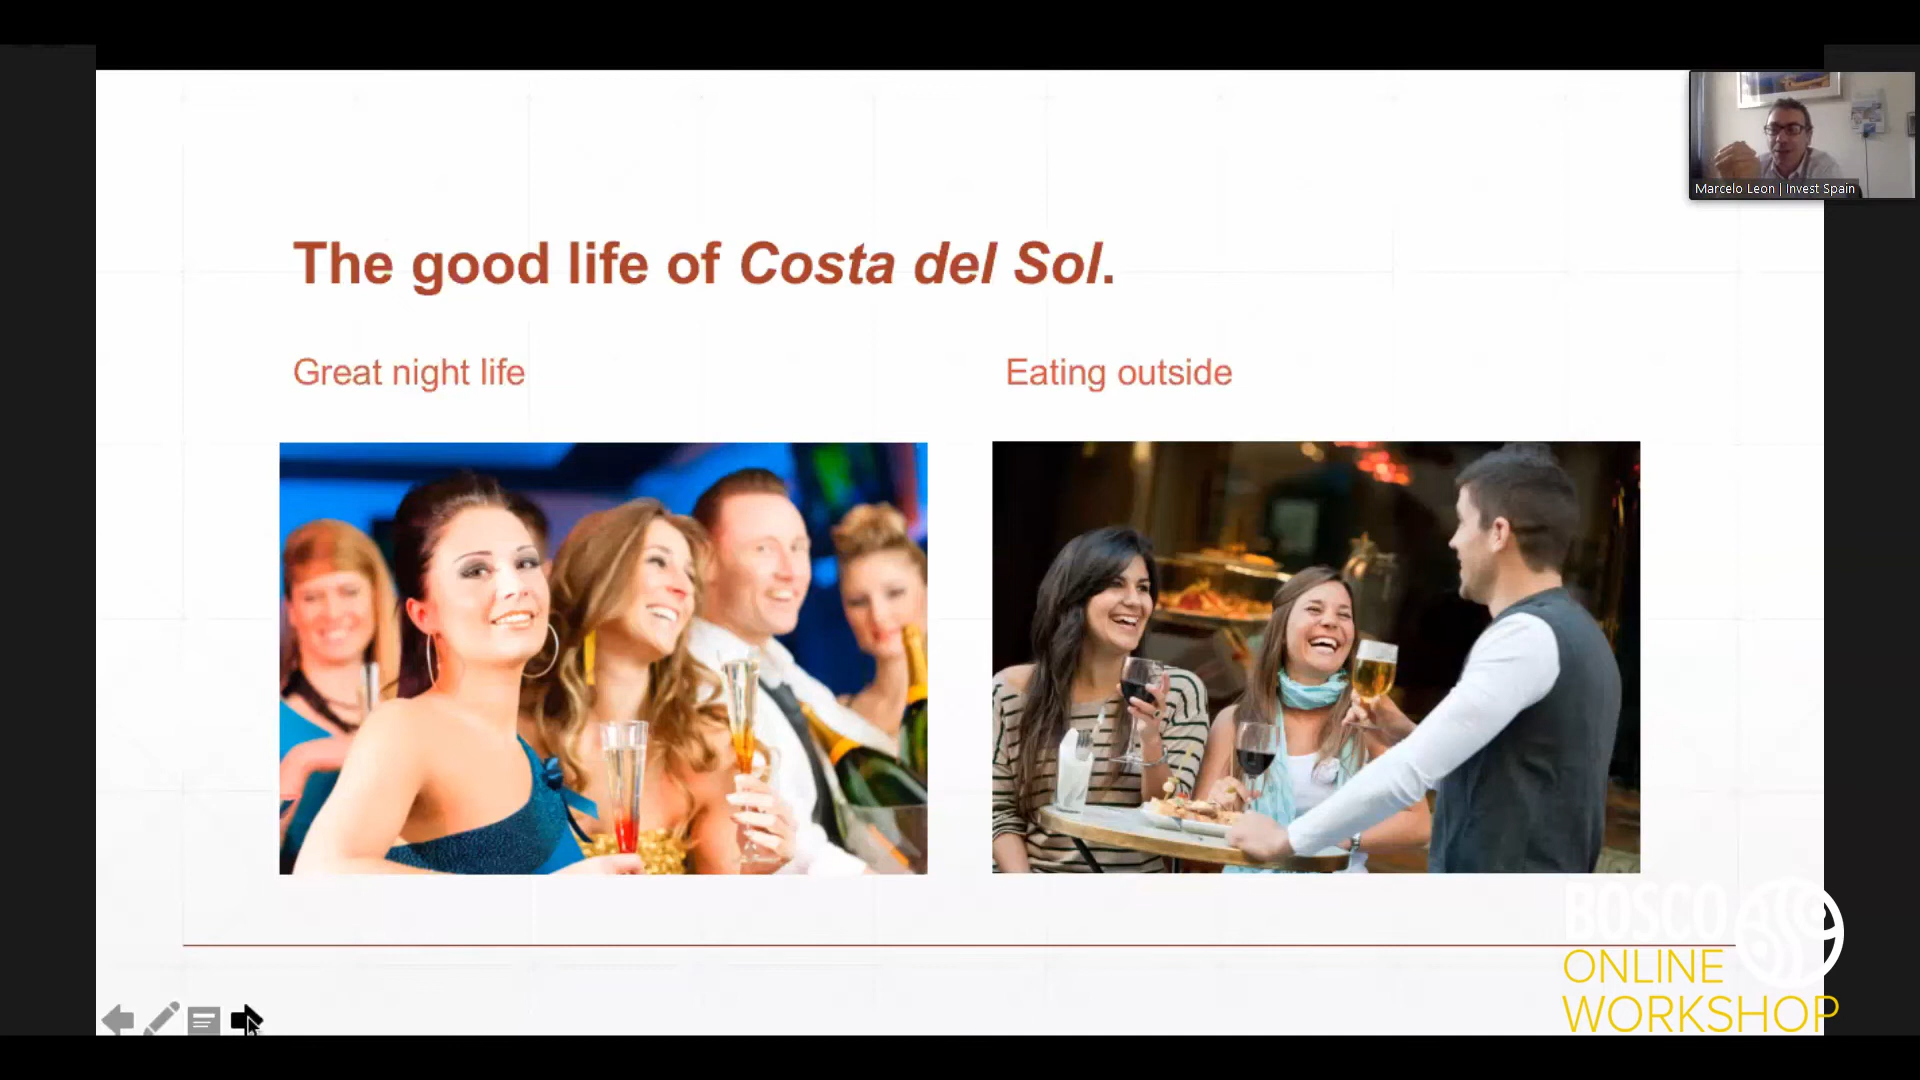 Marcelo Leon | Invest Spain
The good life of Costa del Sol.
Great night life
Eating outside
BOSCO
ONLINE
WORKSHOP